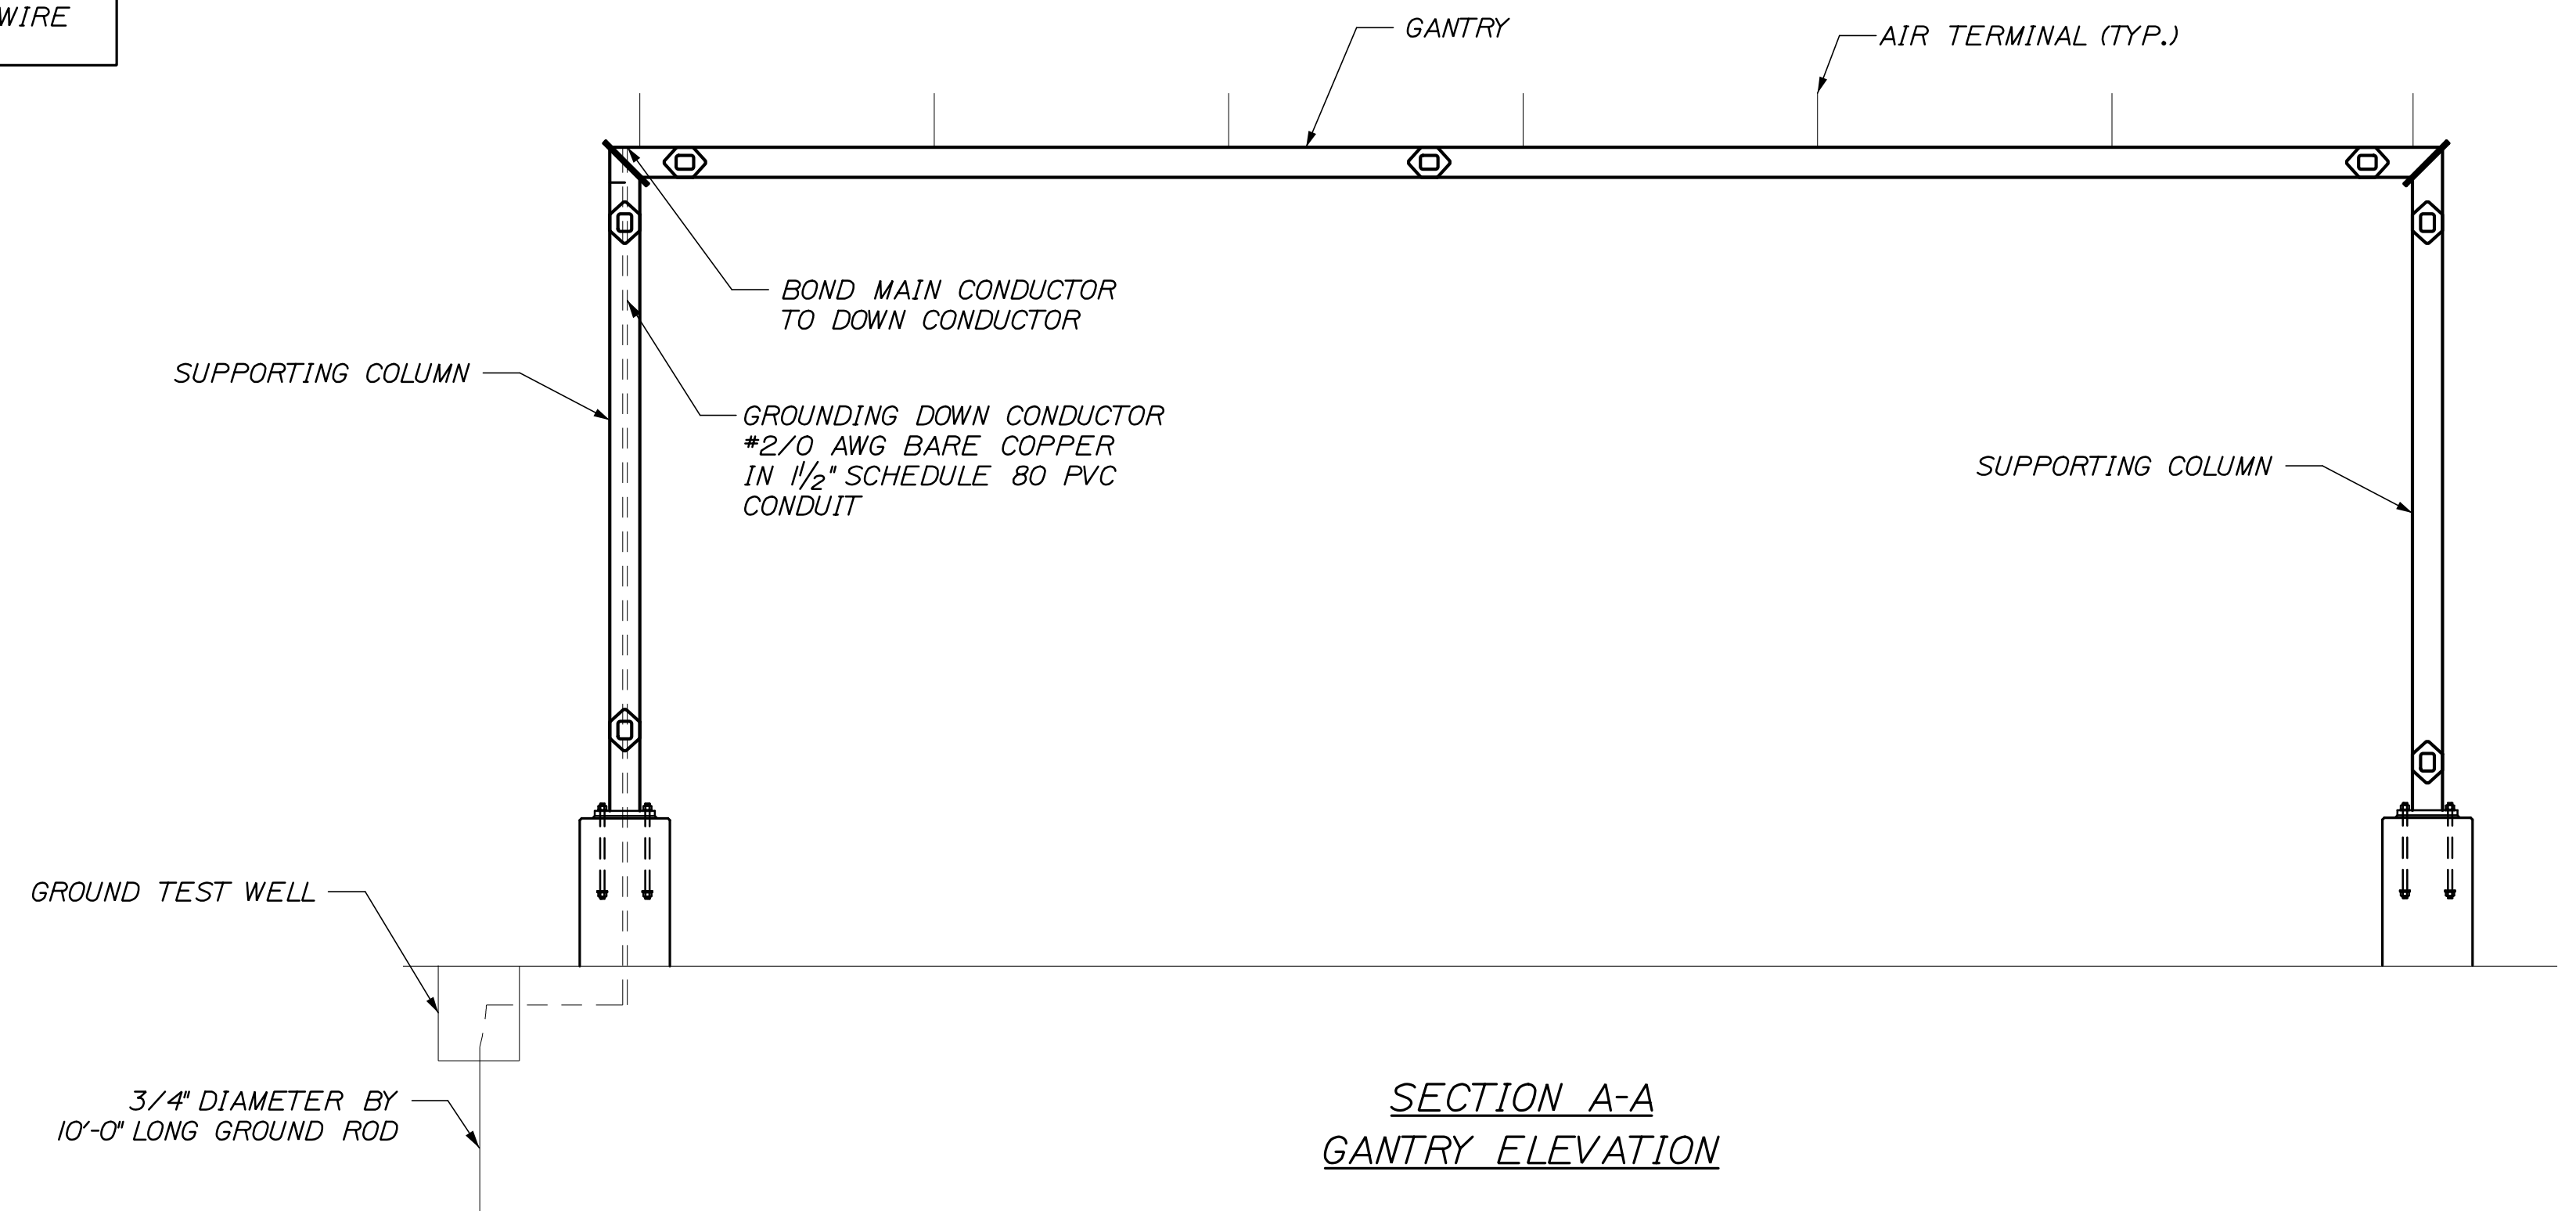 WIRE
GANTRY
AIR TERMINAL (TYP.)
BOND MAIN CONDUCTOR
TO DOWN CONDUCTOR
SUPPORTING COLUMN
GROUNDING DOWN CONDUCTOR
#2/0 AWG BARE COPPER
IN 1½" SCHEDULE 80 PVC
CONDUIT
SUPPORTING COLUMN
GROUND TEST WELL
3/4" DIAMETER BY
10'-0" LONG GROUND ROD
SECTION A-A
GANTRY ELEVATION